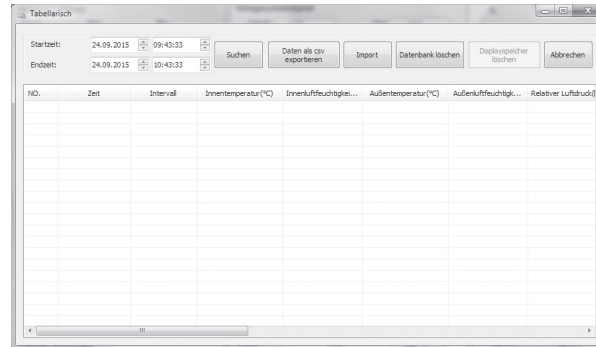 Tabellarisch
Startzeit: 24.09.2015 09:43:33
Endzeit: 24.09.2015 10:43:33
Suchen
Daten als csv
exportieren
Import
Datenbank löschen
Displayspeicher
löschen
Abbrechen
NO. Zeit Intervall Innentemperatur(°C) Innenluftfeuchtigkei... Außentemperatur(°C) Außenluftfeuchtigk... Relativer Luftdruck(